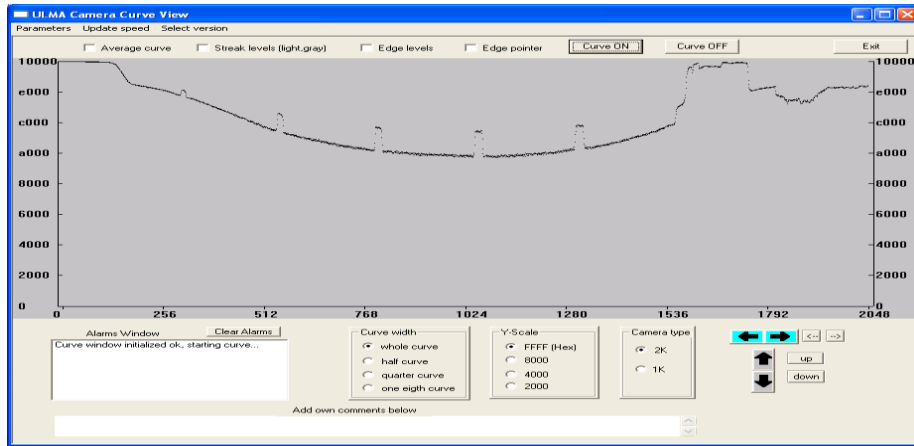 ULMA Camera Curve View
Parameters Update speed Select version
Average curve Streak levels (light,gray) Edge levels Edge pointer Curve ON Curve OFF Exit
10000 10000
e000 e000
c000 c000
a000 a000
8000 8000
6000 6000
4000 4000
2000 2000
0 0
0 256 512 768 1024 1280 1536 1792 2048
Alarms Window Clear Alarms Curve width Y-Scale Camera type
Curve window initialized ok, starting curve... whole curve FFFF (Hex) 2K <-- -->
half curve 8000 1K up
quarter curve 4000 down
one eigth curve 2000
Add own comments below